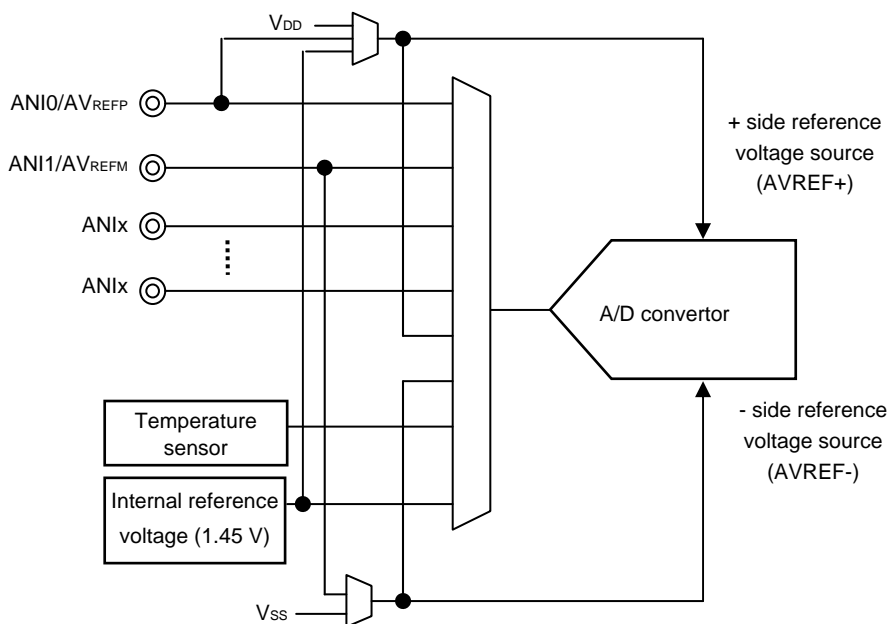 VDD
ANI0/AVREFP
ANI1/AVREFM
ANIx
ANIx
+ side reference
voltage source
(AVREF+)
A/D convertor
Temperature
sensor
Internal reference
voltage (1.45 V)
- side reference
voltage source
(AVREF-)
VSS